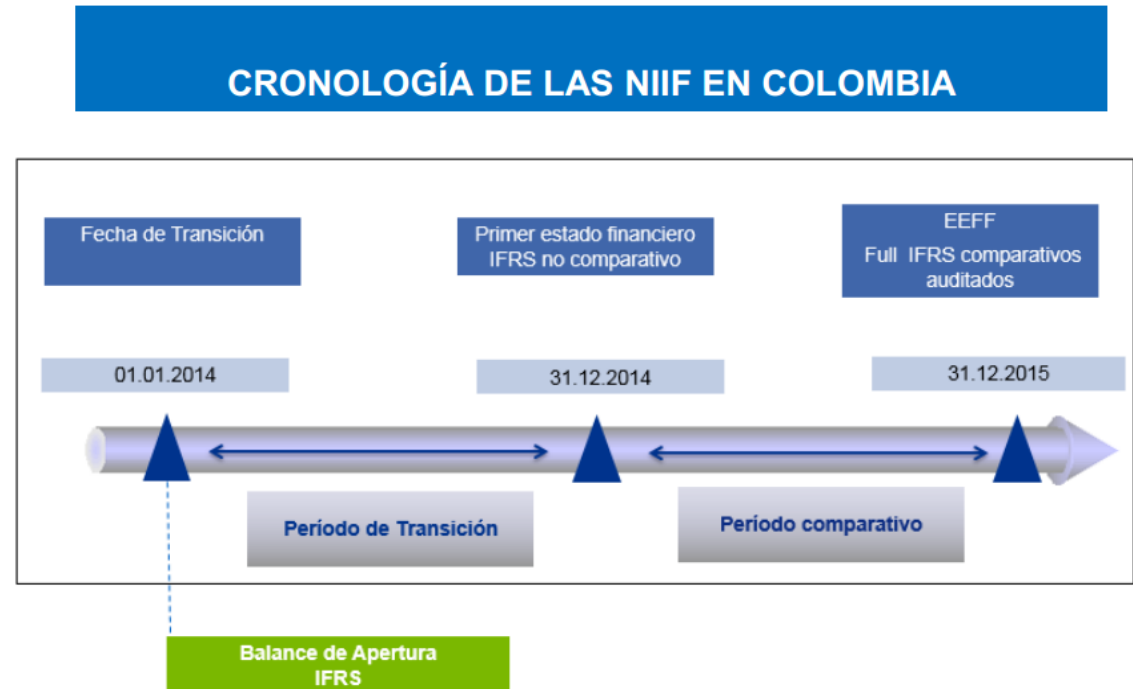 CRONOLOGÍA DE LAS NIIF EN COLOMBIA
Fecha de Transición
Primer estado financiero
IFRS no comparativo
EEFF
Full IFRS comparativos
auditados
01.01.2014
31.12.2014
31.12.2015
Período de Transición
Período comparativo
Balance de Apertura
IFRS